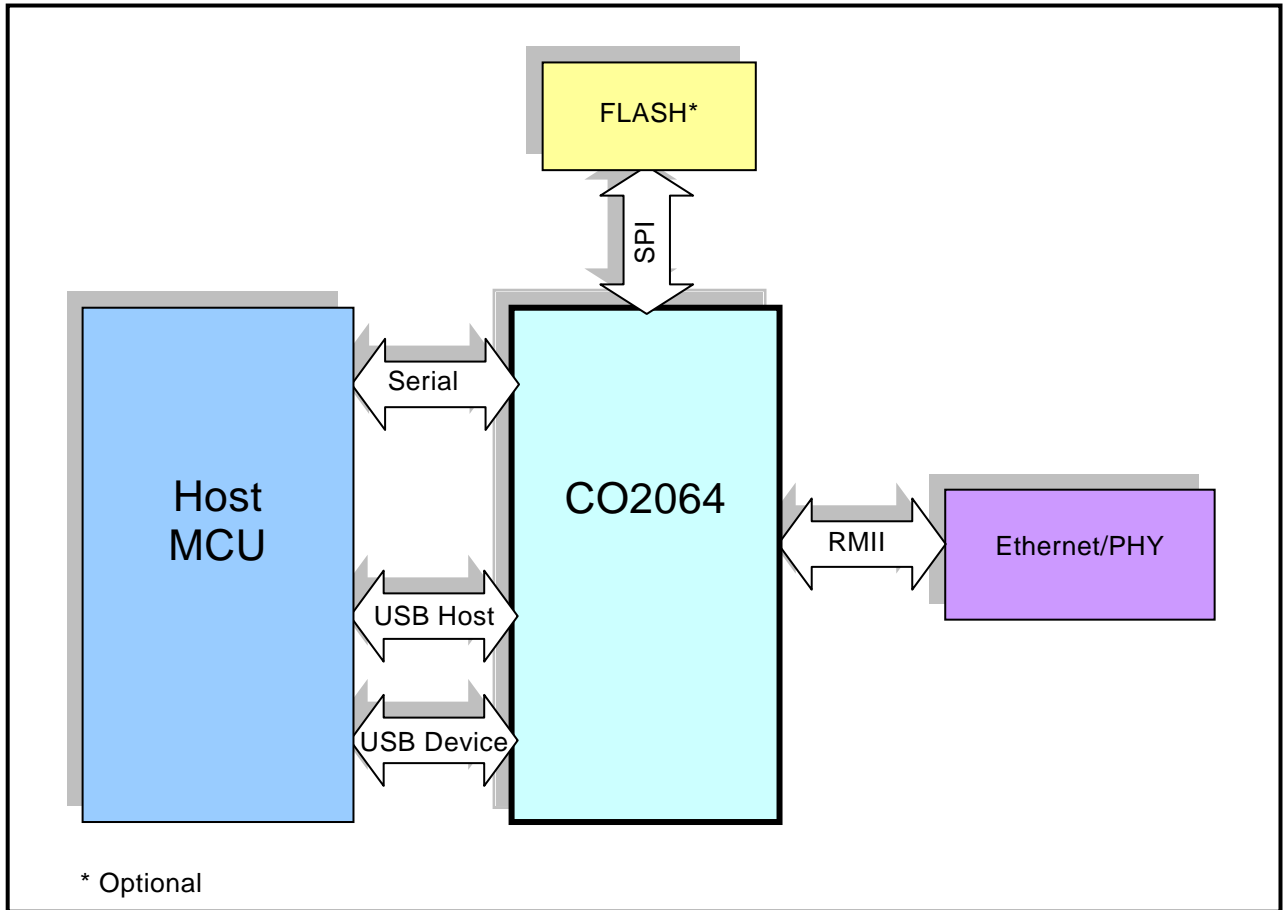 FLASH*
SPI
Serial
Host
MCU
CO2064
RMII
Ethernet/PHY
USB Host
USB Device
* Optional